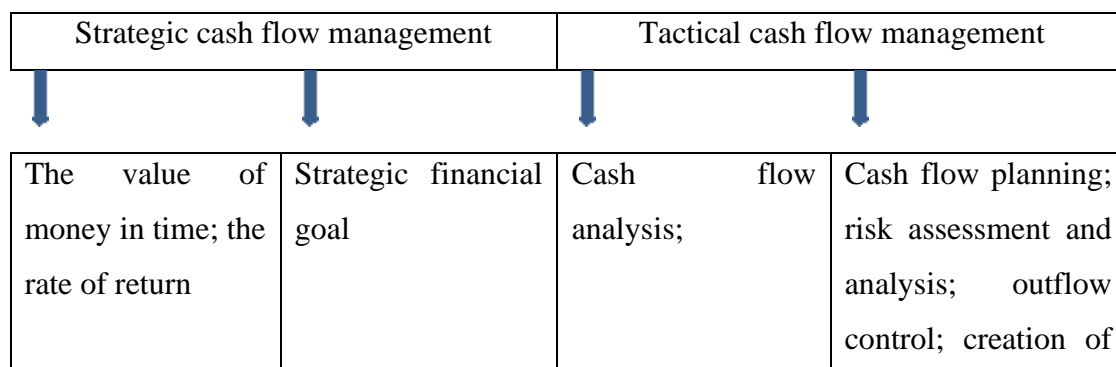 Strategic cash flow management
Tactical cash flow management
The value of
money in time; the
rate of return
Strategic financial
goal
Cash flow
analysis;
Cash flow planning;
risk assessment and
analysis; outflow
control; creation of